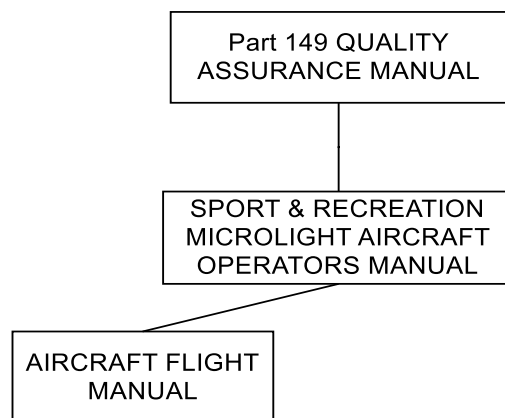 Part 149 QUALITY
ASSURANCE MANUAL
SPORT & RECREATION
MICROLIGHT AIRCRAFT
OPERATORS MANUAL
AIRCRAFT FLIGHT
MANUAL